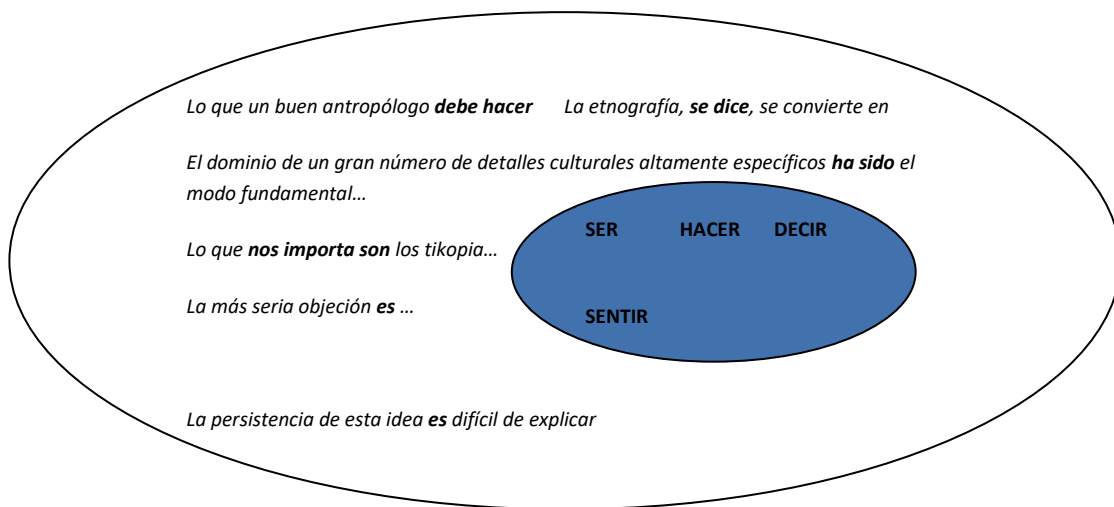 Lo que un buen antropólogo debe hacer La etnografía, se dice, se convierte en
El dominio de un gran número de detalles culturales altamente específicos ha sido el
modo fundamental…
SER HACER DECIR
Lo que nos importa son los tikopia…
La más seria objeción es …
SENTIR
La persistencia de esta idea es difícil de explicar